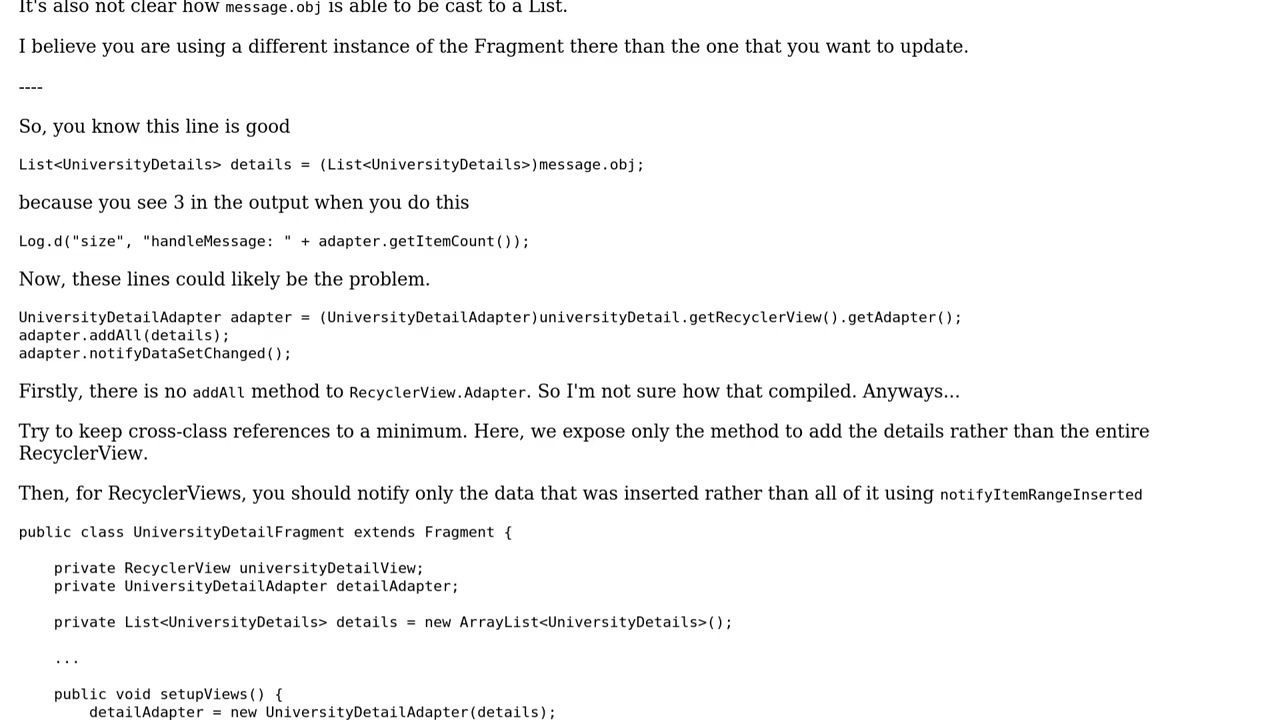 It's also not clear how message.obj is able to be cast to a List.
I believe you are using a different instance of the Fragment there than the one that you want to update.
----
So, you know this line is good
List<UniversityDetails> details = (List<UniversityDetails>)message.obj;
because you see 3 in the output when you do this
Log.d("size", "handleMessage: " + adapter.getItemCount());
Now, these lines could likely be the problem.
UniversityDetailAdapter adapter = (UniversityDetailAdapter)universityDetail.getRecyclerView().getAdapter();
adapter.addAll(details);
adapter.notifyDataSetChanged();
Firstly, there is no addAll method to RecyclerView.Adapter. So I'm not sure how that compiled. Anyways...
Try to keep cross-class references to a minimum. Here, we expose only the method to add the details rather than the entire
RecyclerView.
Then, for RecyclerViews, you should notify only the data that was inserted rather than all of it using notifyItemRangeInserted
public class UniversityDetailFragment extends Fragment {
    private RecyclerView universityDetailView;
    private UniversityDetailAdapter detailAdapter;
    private List<UniversityDetails> details = new ArrayList<UniversityDetails>();
    ...
    public void setupViews() {
        detailAdapter = new UniversityDetailAdapter(details);